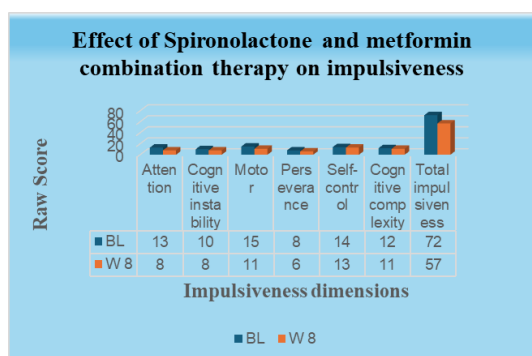 Effect of Spironolactone and metformin
combination therapy on impulsiveness
Raw Score
80
60
40
20
0
Atten
tion
Cogn
itive
insta
bility
Moto
r
Pers
evera
nce
Self-
contr
ol
Cogn
itive
comp
lexity
Total
impul
siven
ess
BL 13 10 15 8 14 12 72
W 8 8 8 11 6 13 11 57
Impulsiveness dimensions
BL W 8